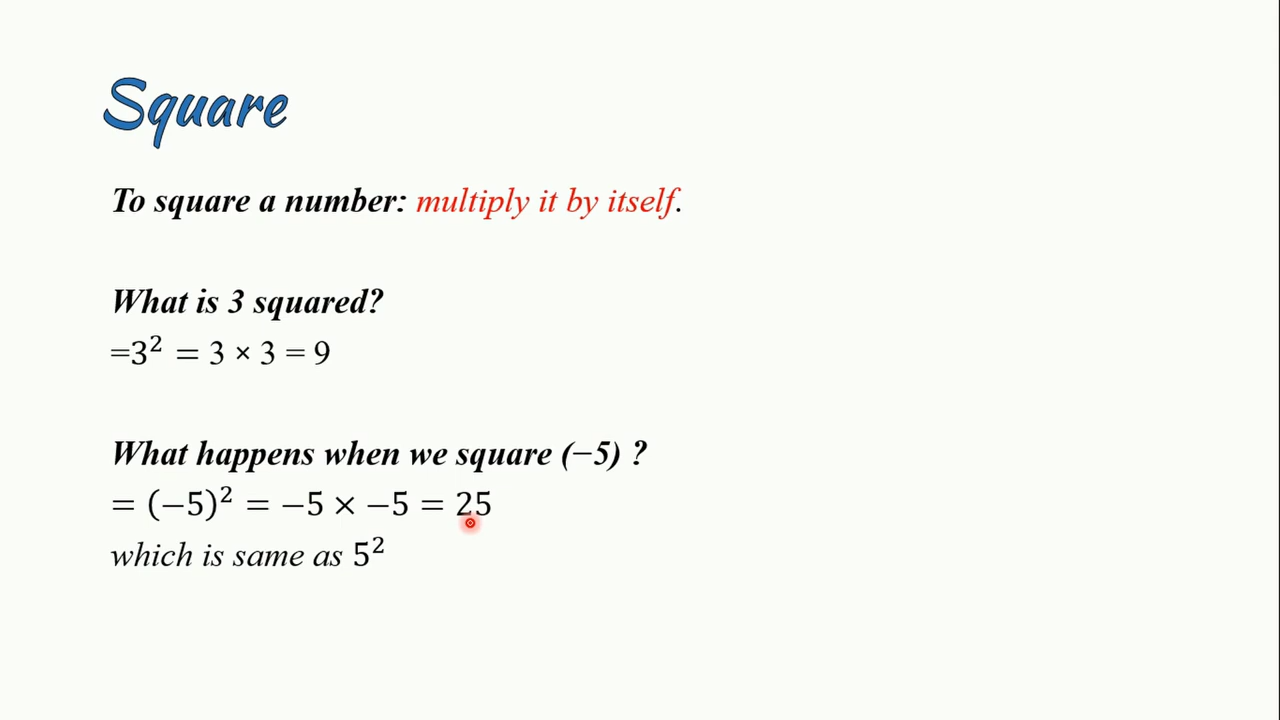 Square
To square a number: multiply it by itself.
What is 3 squared?
=3² = 3 × 3 = 9
What happens when we square (−5) ?
= (−5)² = −5 × −5 = 25
which is same as 5²